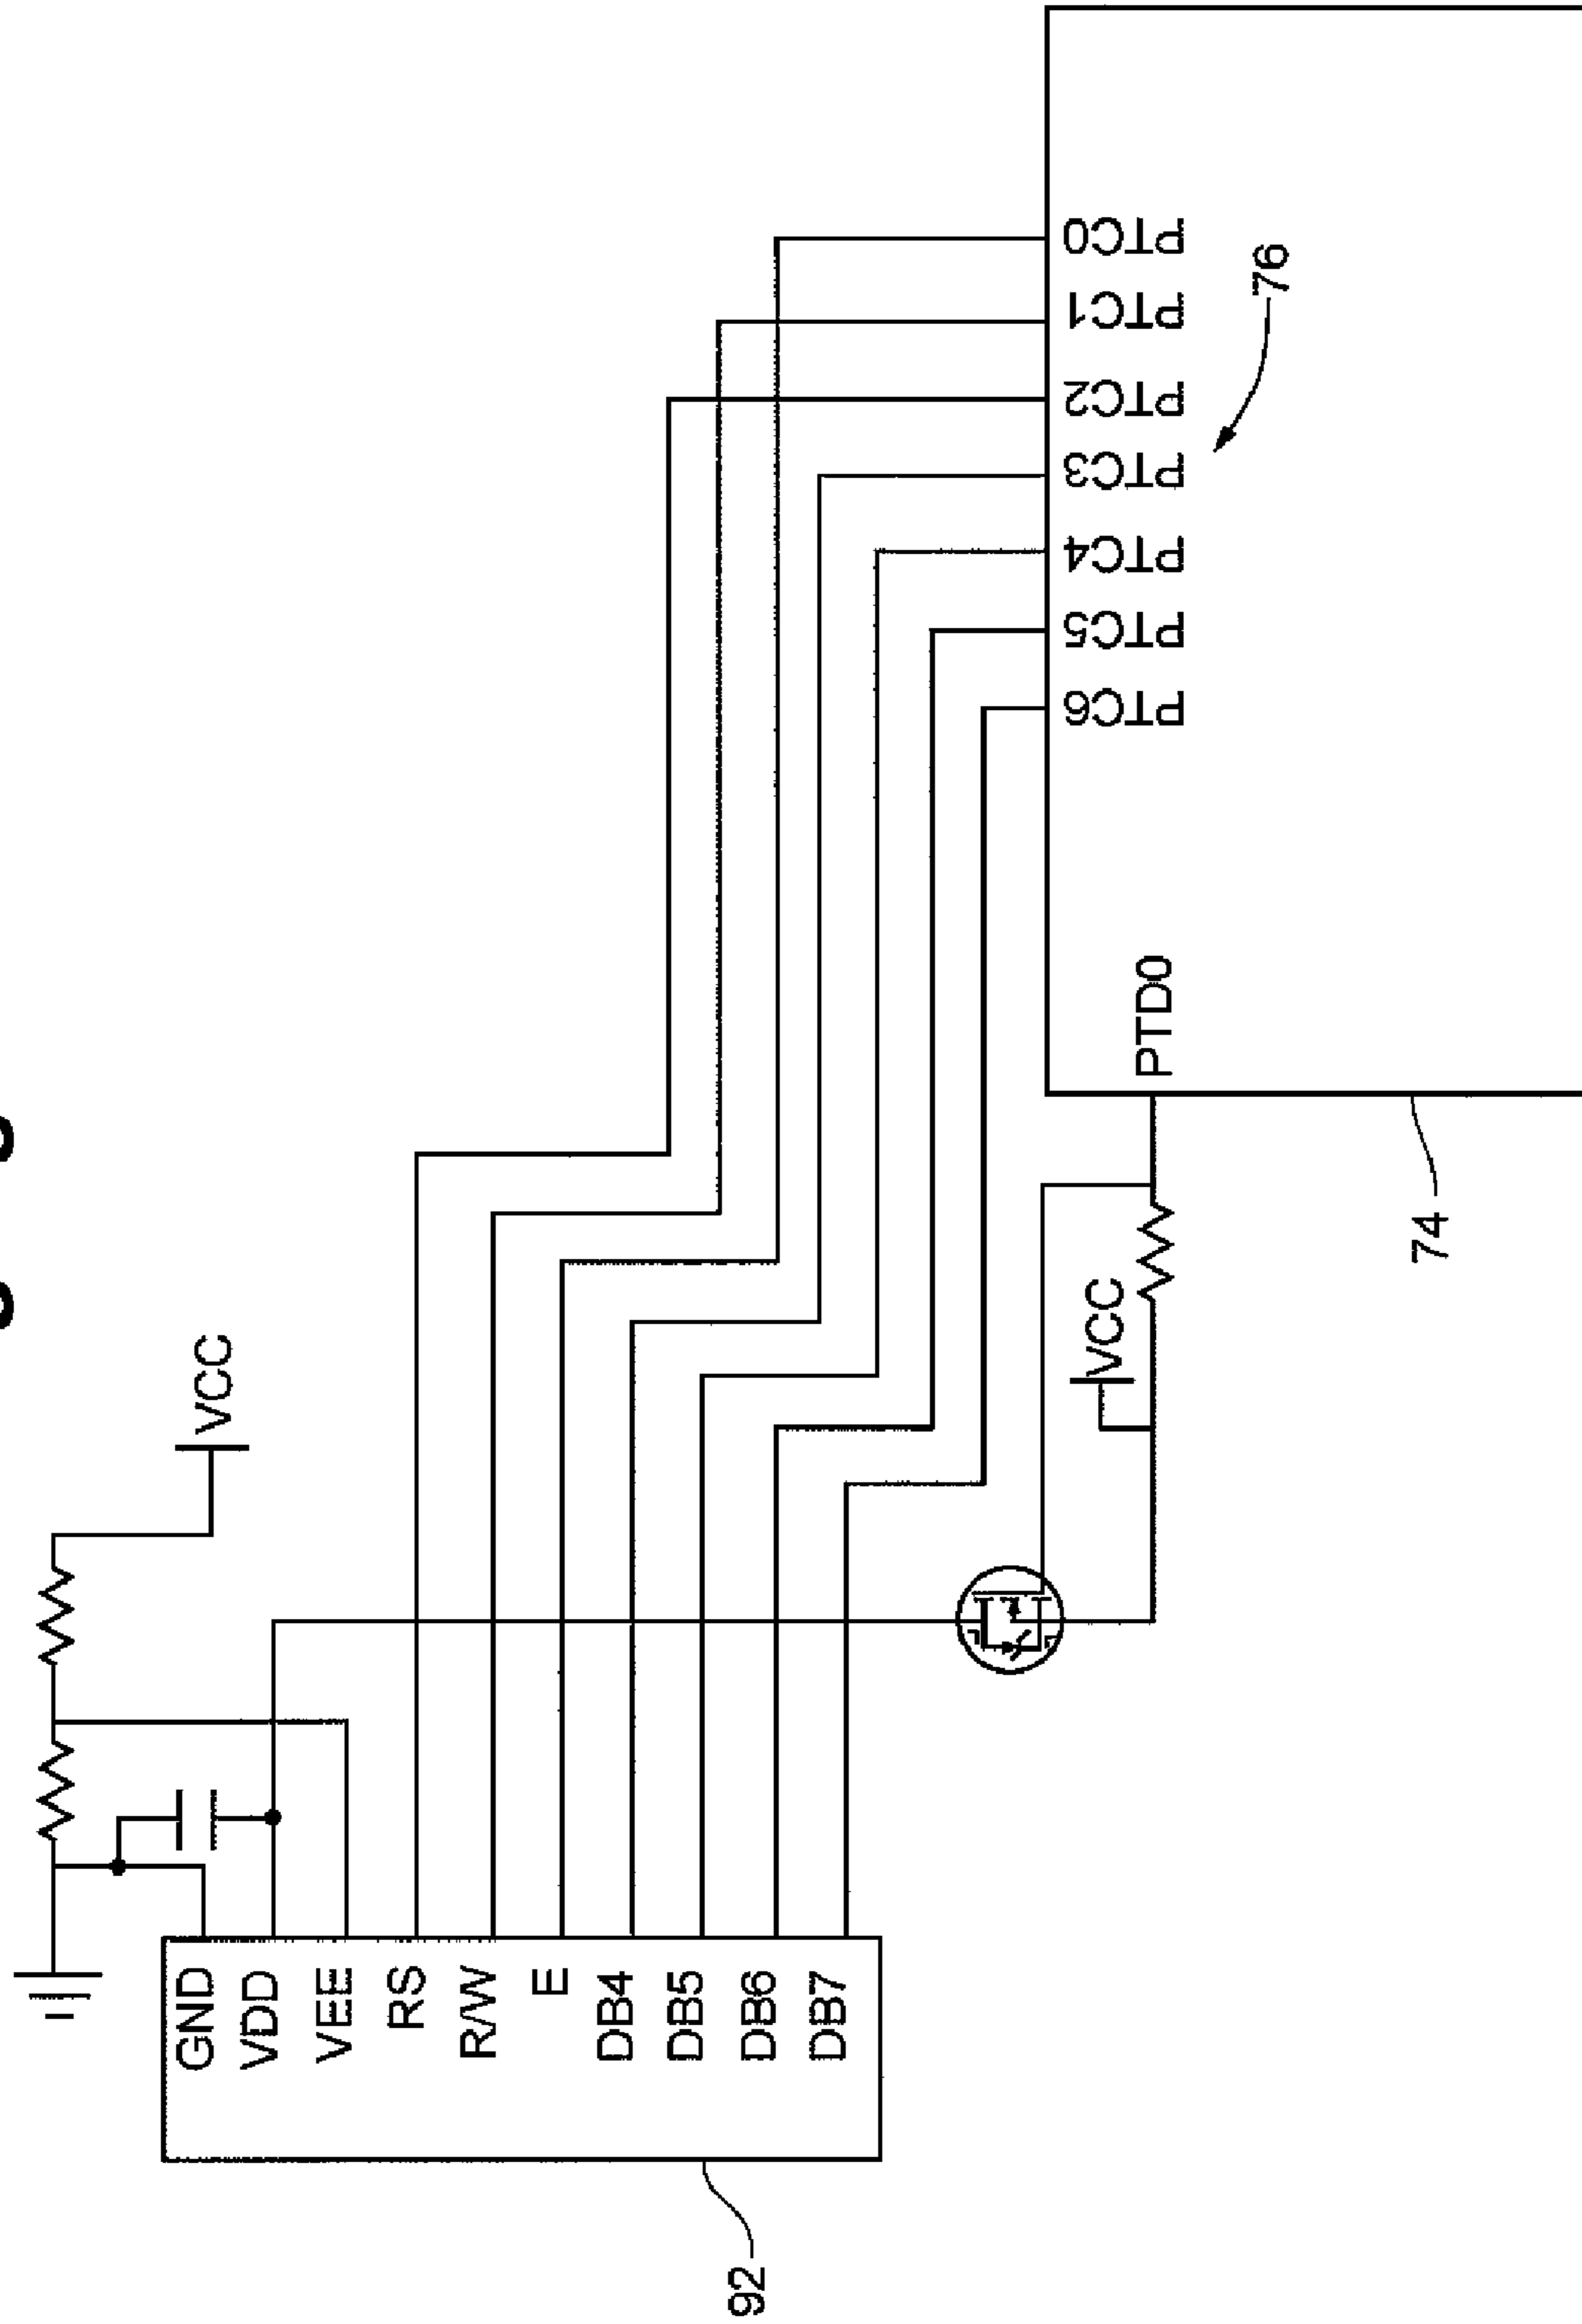 VCC
GND
VDD
VEE
RS
R/W
E
DB4
DB5
DB6
DB7
92
VCC
PTD0
74
PTC6
PTC5
PTC4
PTC3
PTC2
PTC1
PTC0
76